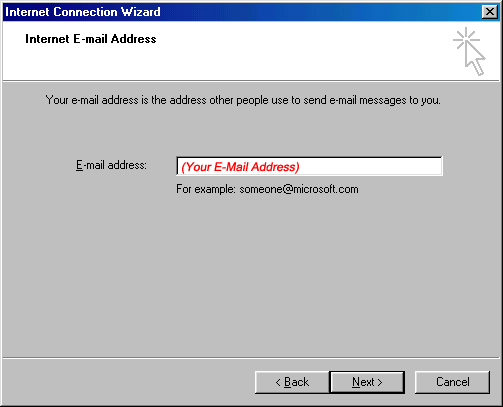 Internet Connection Wizard
Internet E-mail Address
Your e-mail address is the address other people use to send e-mail messages to you.
E-mail address:
(Your E-Mail Address)
For example: someone@microsoft.com
< Back
Next >
Cancel